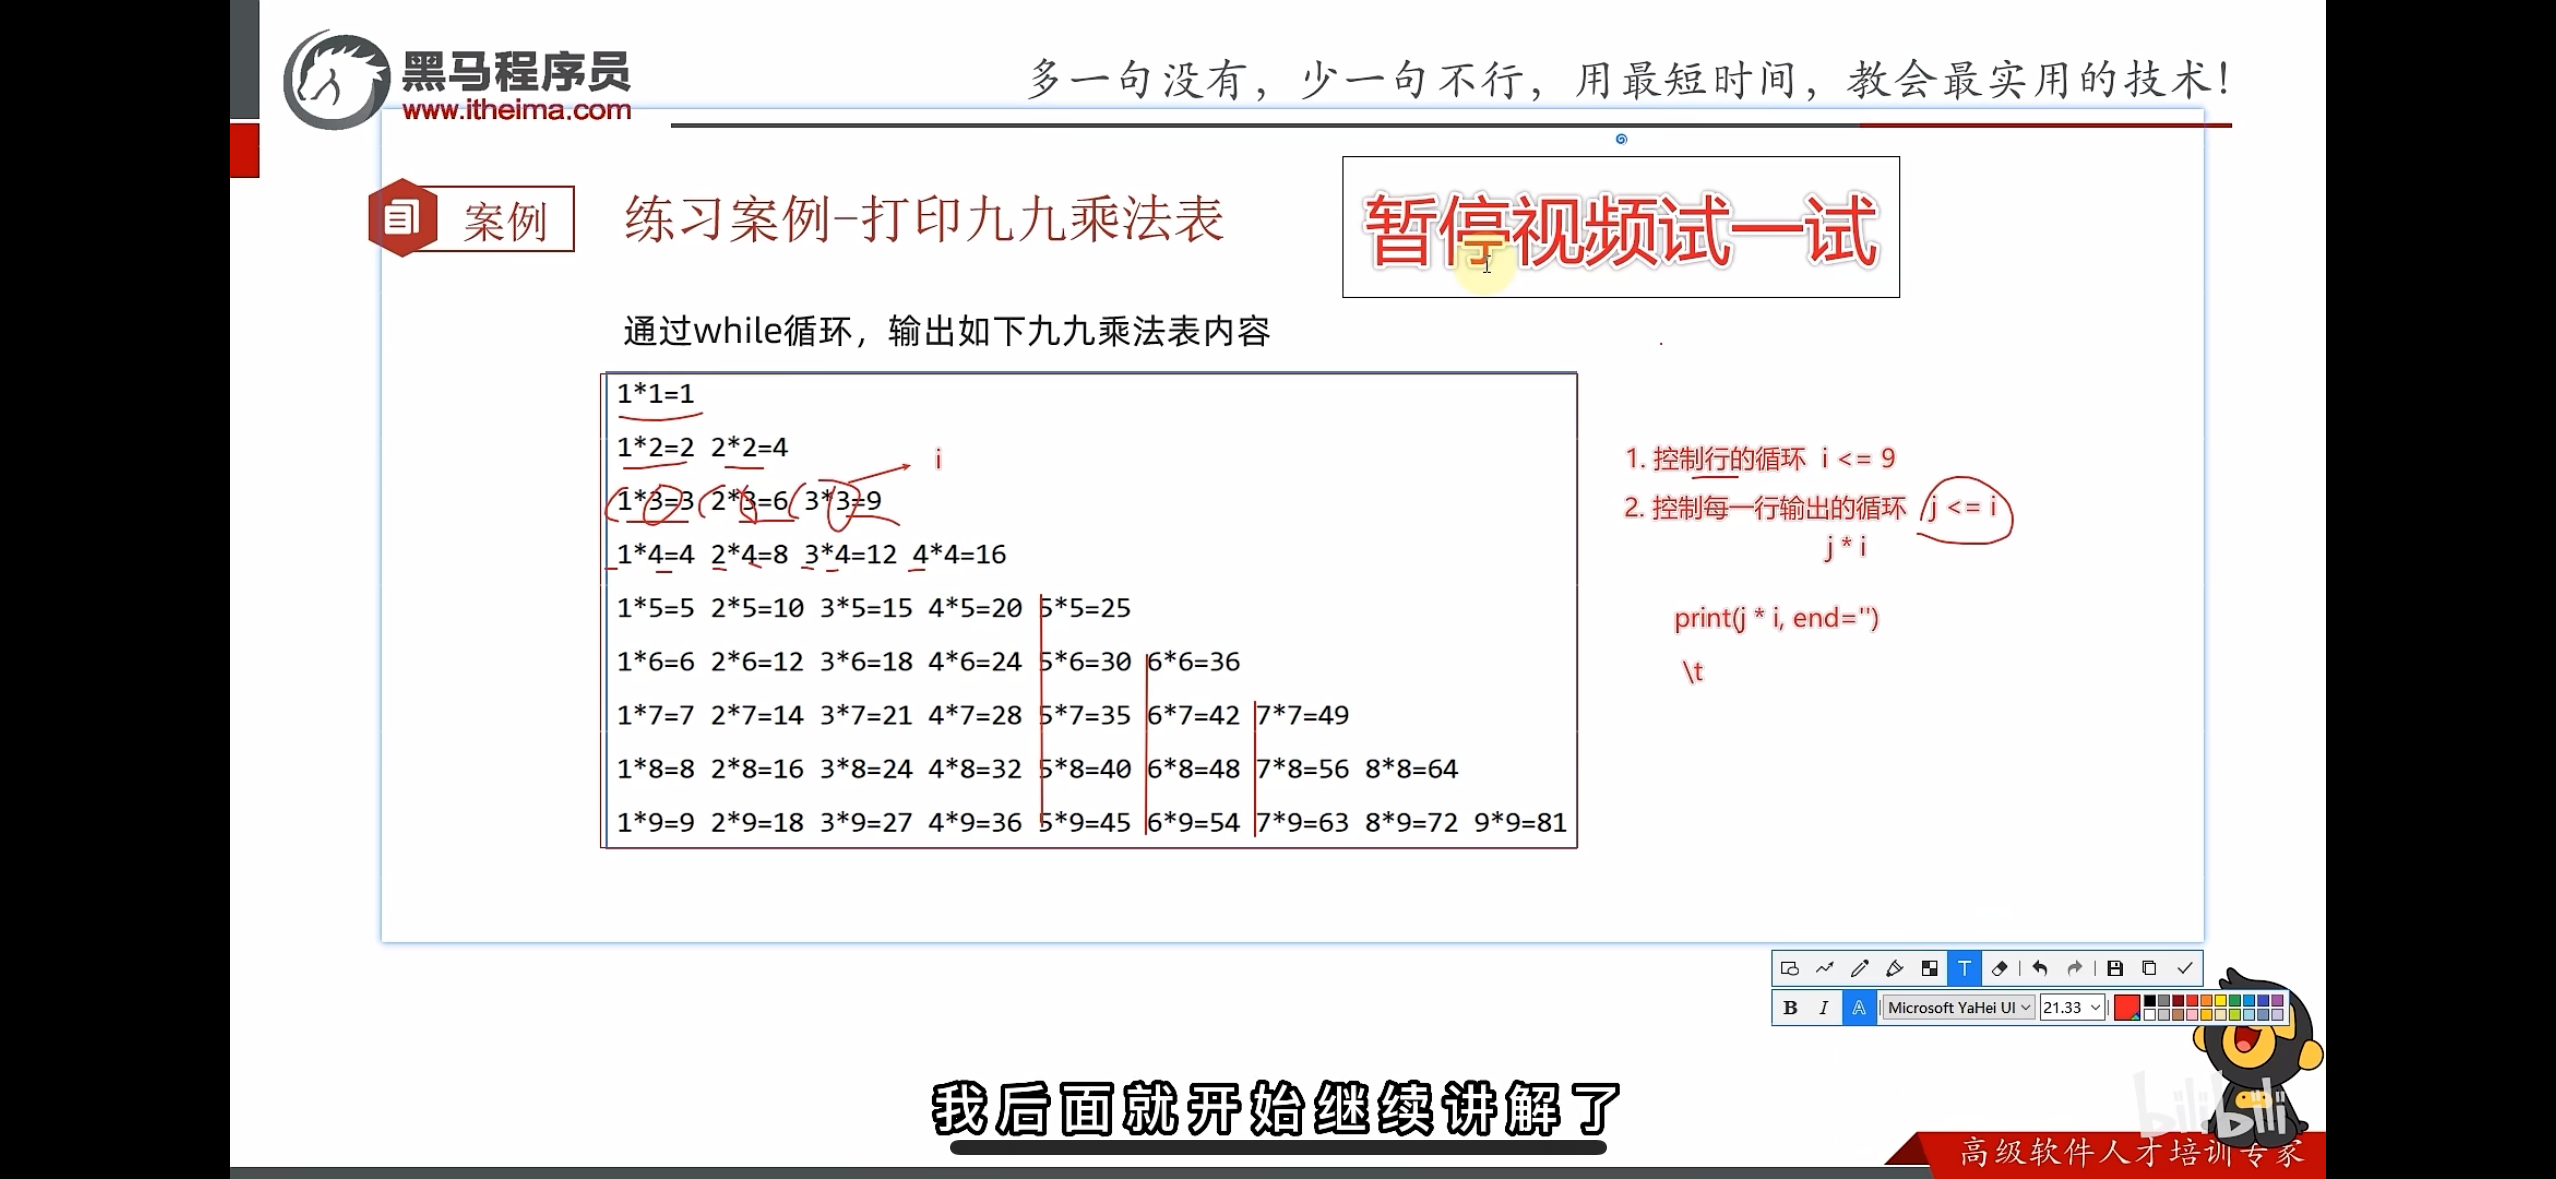 黑马程序员
www.itheima.com
多一句没有，少一句不行，用最短时间，教会最实用的技术！
案例
练习案例-打印九九乘法表
暂停视频试一试
通过while循环，输出如下九九乘法表内容
1*1=1
1*2=2 2*2=4
i
1*3=3 2*3=6 3*3=9
1*4=4 2*4=8 3*4=12 4*4=16
1*5=5 2*5=10 3*5=15 4*5=20 5*5=25
1*6=6 2*6=12 3*6=18 4*6=24 5*6=30 6*6=36
1*7=7 2*7=14 3*7=21 4*7=28 5*7=35 6*7=42 7*7=49
1*8=8 2*8=16 3*8=24 4*8=32 5*8=40 6*8=48 7*8=56 8*8=64
1*9=9 2*9=18 3*9=27 4*9=36 5*9=45 6*9=54 7*9=63 8*9=72 9*9=81
1. 控制行的循环 i <= 9
2. 控制每一行输出的循环 j <= i
j * i
print(j * i, end='')
\t
T
B I A Microsoft YaHei UI 21.33
我后面就开始继续讲解了
bilibili
高级软件人才培训专家